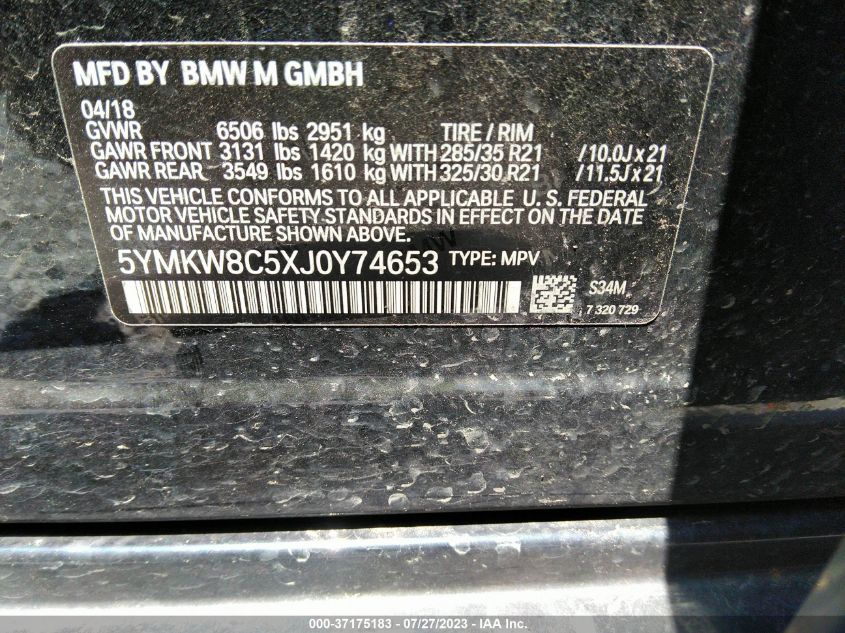 MFD BY BMW M GMBH
04/18
GVWR 6506 lbs 2951 kg TIRE / RIM
GAWR FRONT 3131 lbs 1420 kg WITH 285/35 R21 /10.0J x 21
GAWR REAR 3549 lbs 1610 kg WITH 325/30 R21 /11.5J x 21
THIS VEHICLE CONFORMS TO ALL APPLICABLE U. S. FEDERAL
MOTOR VEHICLE SAFETY STANDARDS IN EFFECT ON THE DATE
OF MANUFACTURE SHOWN ABOVE.
5YMKW8C5XJ0Y74653 TYPE: MPV
S34M
7 320 729
000-37175183 - 07/27/2023 - IAA Inc.